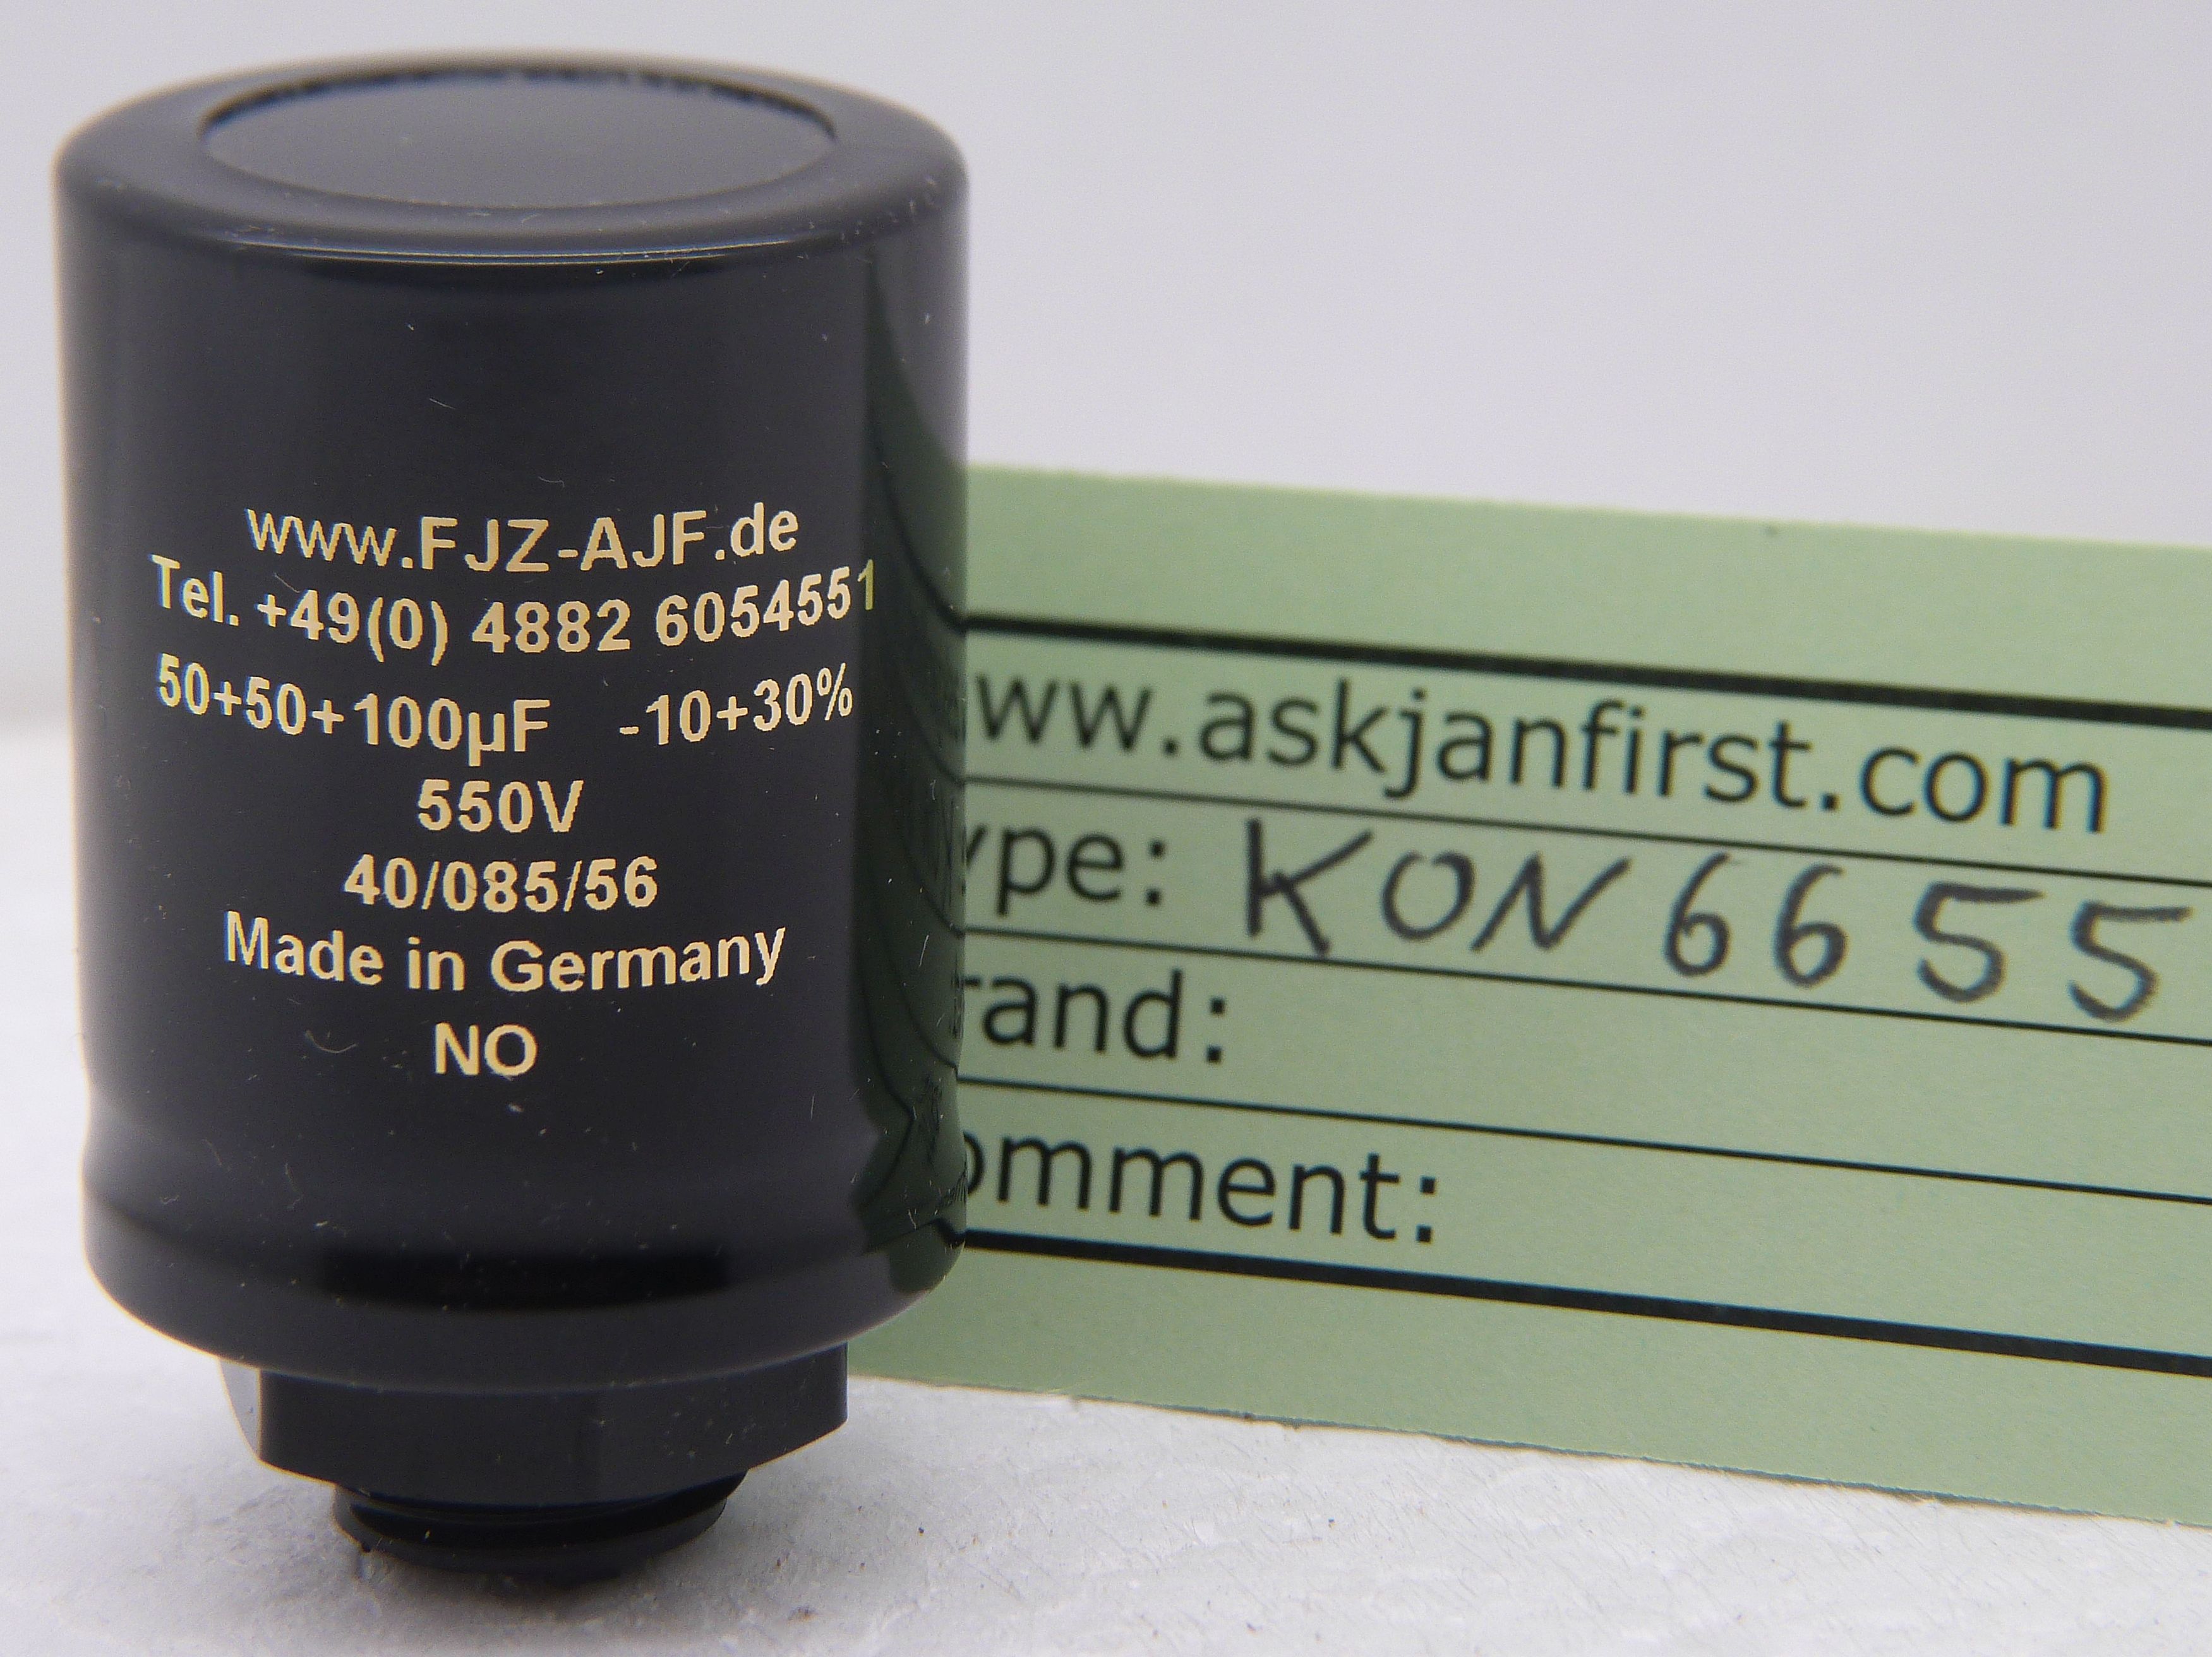 www.FJZ-AJF.de
Tel. +49(0) 4882 6054551
50+50+100µF -10+30%
550V
40/085/56
Made in Germany
NO
ww.askjanfirst.com
ype: KON6655
rand:
omment: